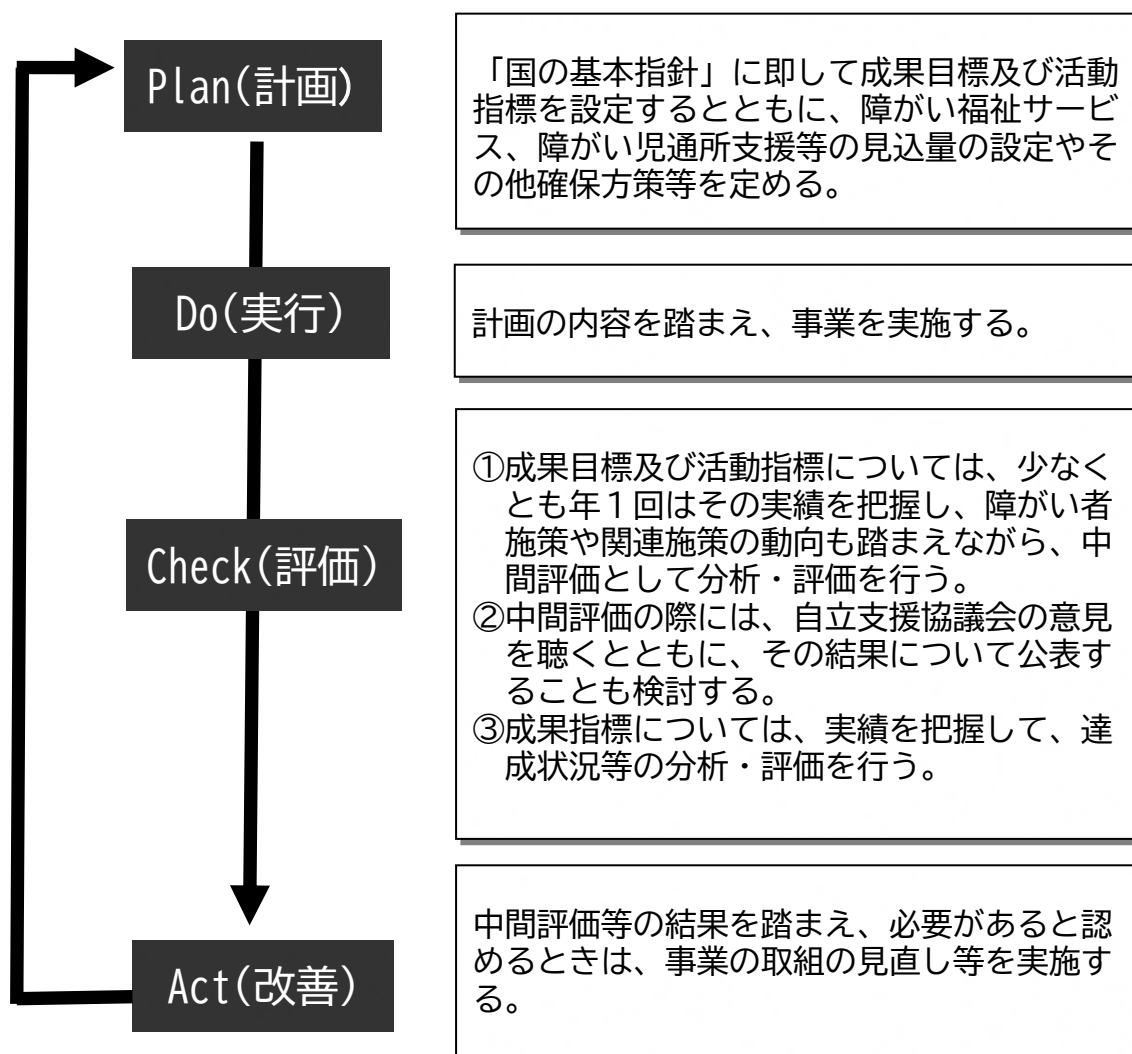 Plan(計画)
「国の基本指針」に即して成果目標及び活動
指標を設定するとともに、障がい福祉サービ
ス、障がい児通所支援等の見込量の設定やそ
の他確保方策等を定める。
Do(実行)
計画の内容を踏まえ、事業を実施する。
Check(評価)
①成果目標及び活動指標については、少なく
とも年１回はその実績を把握し、障がい者
施策や関連施策の動向も踏まえながら、中
間評価として分析・評価を行う。
②中間評価の際には、自立支援協議会の意見
を聴くとともに、その結果について公表す
ることも検討する。
③成果指標については、実績を把握して、達
成状況等の分析・評価を行う。
Act(改善)
中間評価等の結果を踏まえ、必要があると認
めるときは、事業の取組の見直し等を実施す
る。